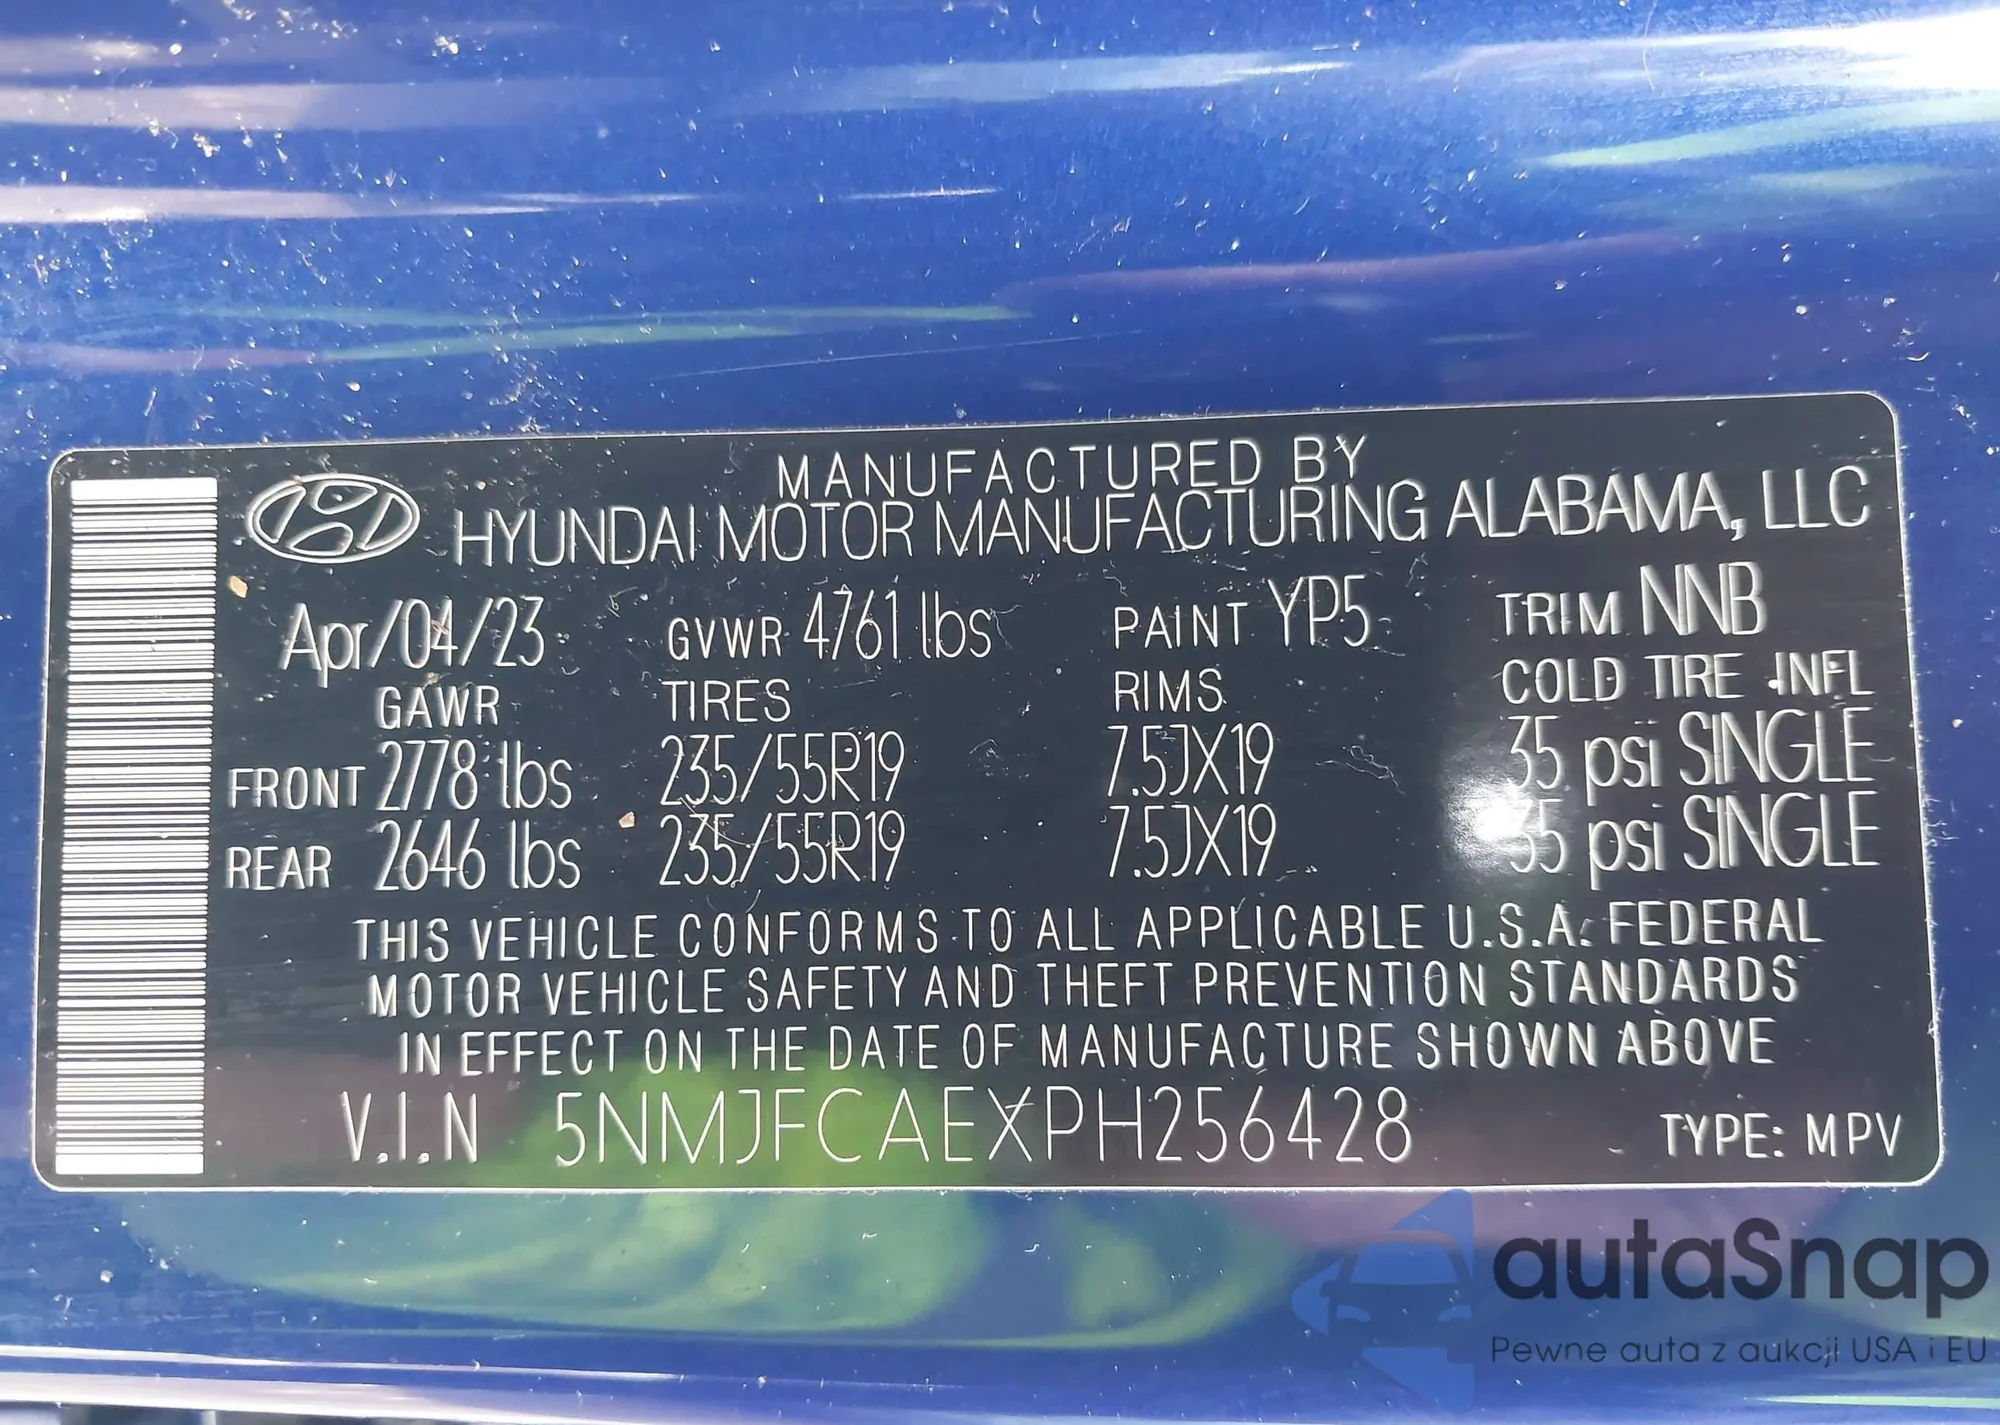 MANUFACTURED BY
HYUNDAI MOTOR MANUFACTURING ALABAMA, LLC
Apr/04/23 GVWR 4761 lbs PAINT YP5 TRIM NNB
GAWR TIRES RIMS COLD TIRE INFL
FRONT 2778 lbs 235/55R19 7.5JX19 35 psi SINGLE
REAR 2646 lbs 235/55R19 7.5JX19 35 psi SINGLE
THIS VEHICLE CONFORMS TO ALL APPLICABLE U.S.A. FEDERAL
MOTOR VEHICLE SAFETY AND THEFT PREVENTION STANDARDS
IN EFFECT ON THE DATE OF MANUFACTURE SHOWN ABOVE
V.I.N 5NMJFCAEXPH256428 TYPE: MPV
autaSnap
Pewne auta z aukcji USA i EU